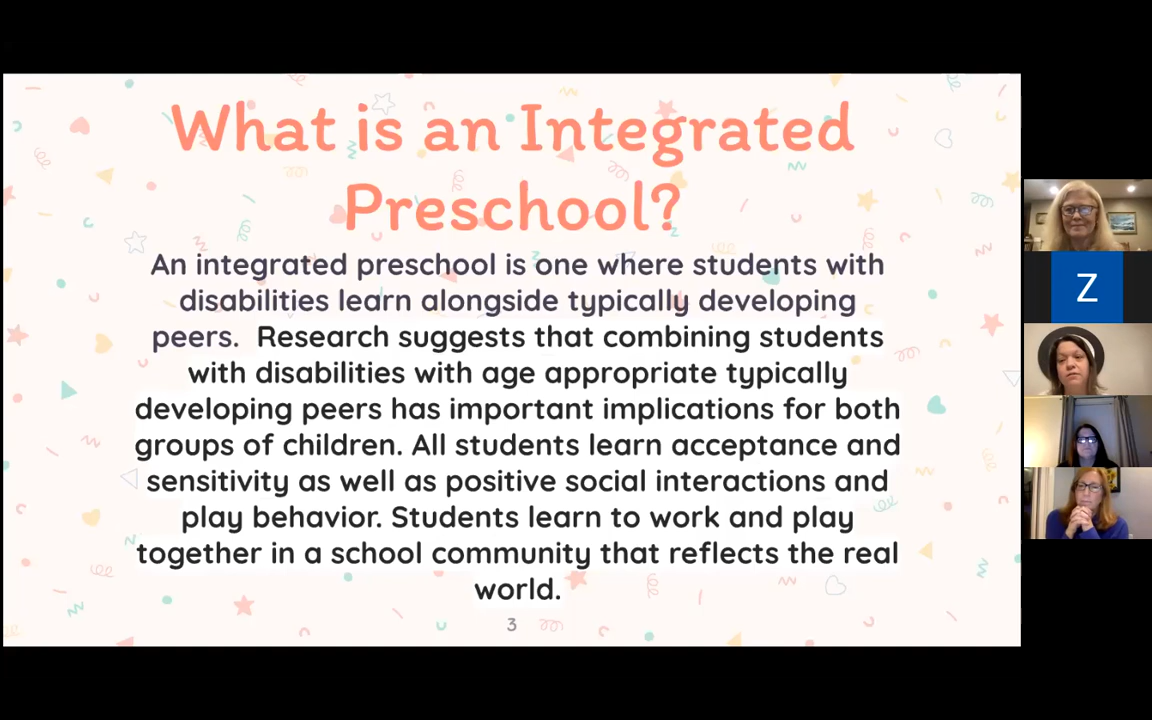 What is an Integrated
Preschool?
An integrated preschool is one where students with
disabilities learn alongside typically developing
peers.  Research suggests that combining students
with disabilities with age appropriate typically
developing peers has important implications for both
groups of children. All students learn acceptance and
sensitivity as well as positive social interactions and
play behavior. Students learn to work and play
together in a school community that reflects the real
world.
3
Z